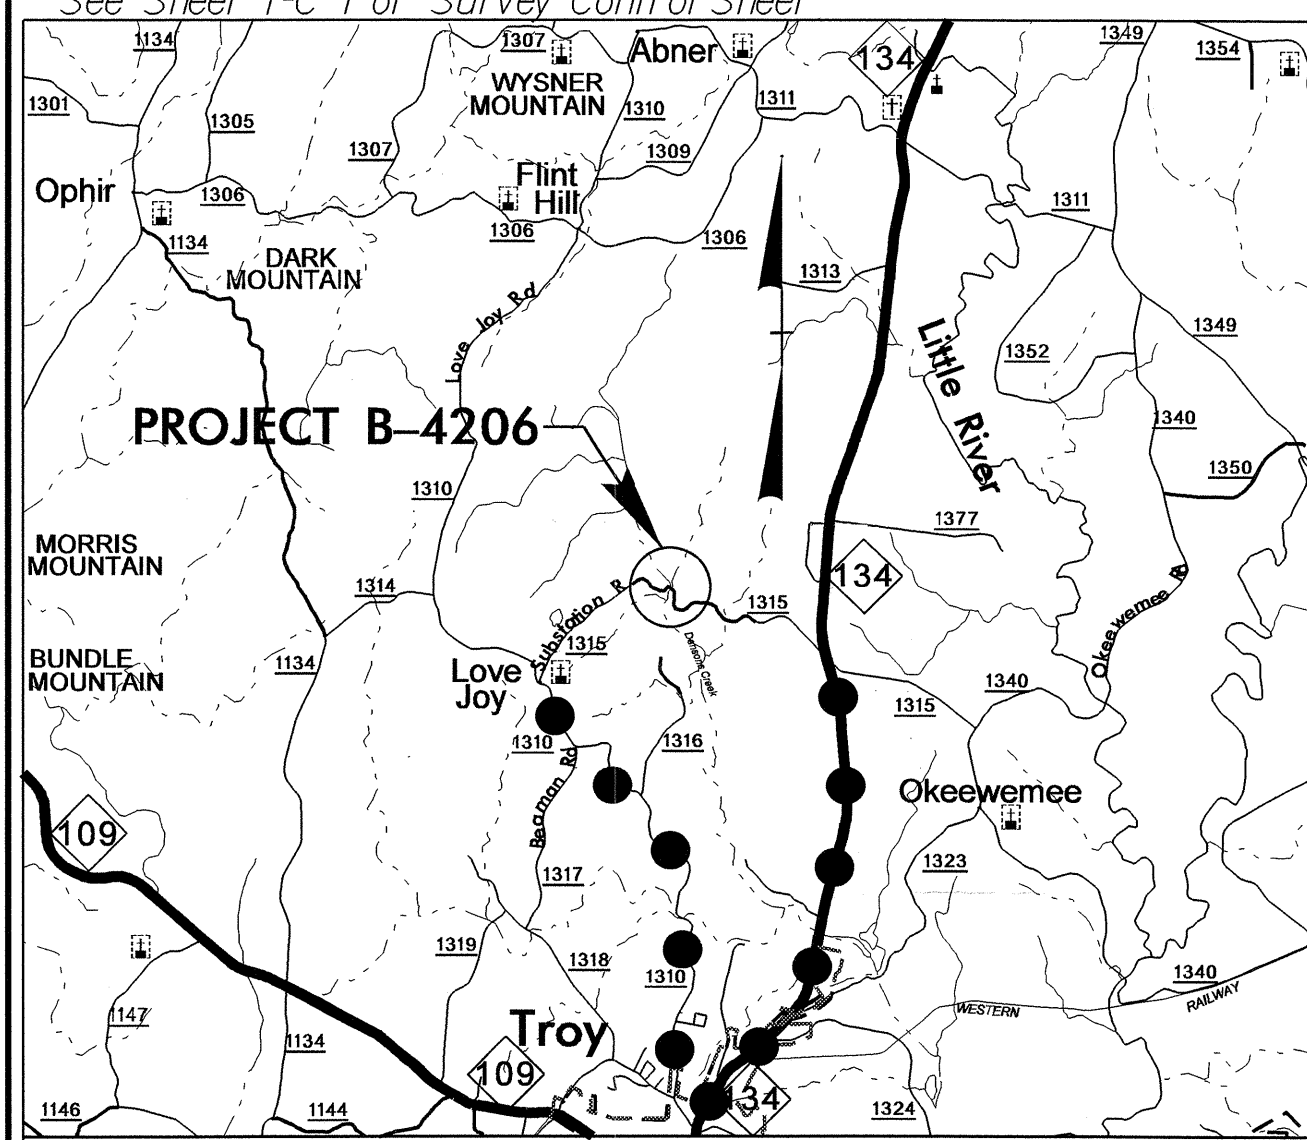 See Sheet 1-C For Survey Control Sheet
1134
1307
Abner
134
1349
1354
WYSNER
MOUNTAIN
1301
1310
1311
1305
1307
1309
Ophir
1306
Flint
Hill
1311
1306
1306
1134
DARK
MOUNTAIN
1313
Love Joy Rd
Little River
1349
1352
PROJECT B-4206
1340
1350
1310
1377
MORRIS
MOUNTAIN
134
1314
Substation R
1315
1315
Okeewemee Rd
Densons Creek
BUNDLE
MOUNTAIN
1134
Love
Joy
1340
1315
1310
1316
Beaman Rd
Okeewemee
109
1323
1317
1319
1318
1310
1340
WESTERN
RAILWAY
1147
1134
Troy
109
134
1146
1144
1324